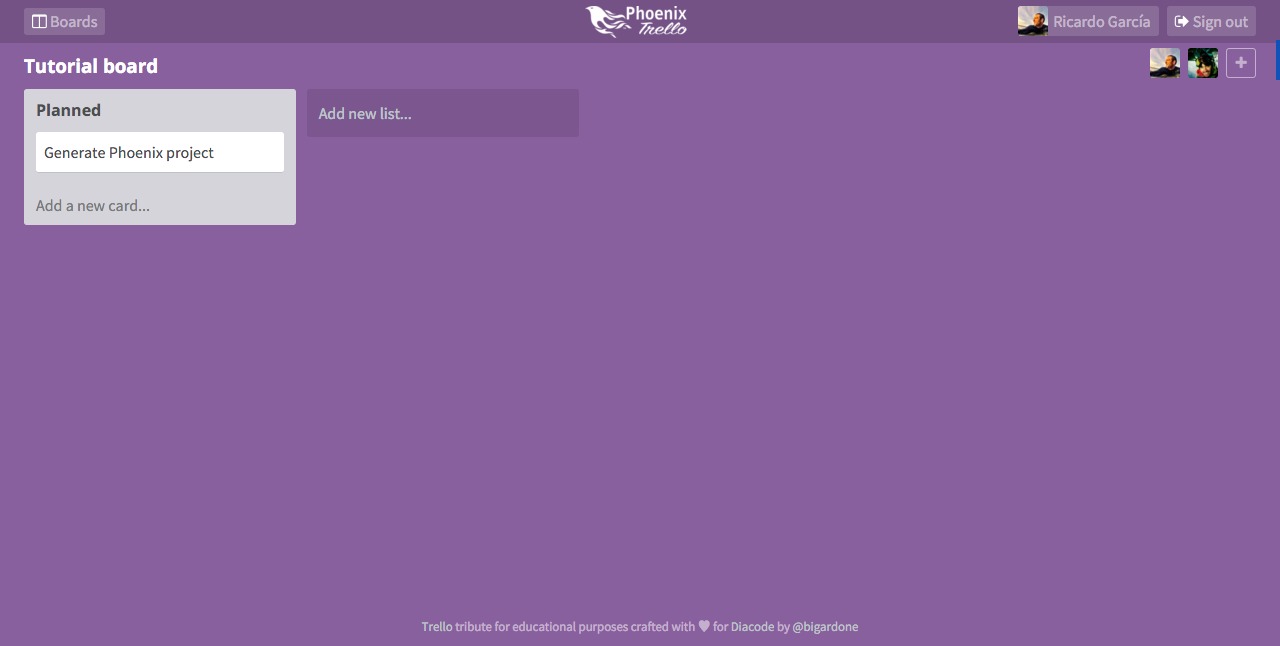 Boards
Phoenix
Trello
Ricardo García
Sign out
Tutorial board
Planned
Add new list...
Generate Phoenix project
Add a new card...
Trello tribute for educational purposes crafted with ♥ for Diacode by @bigardone